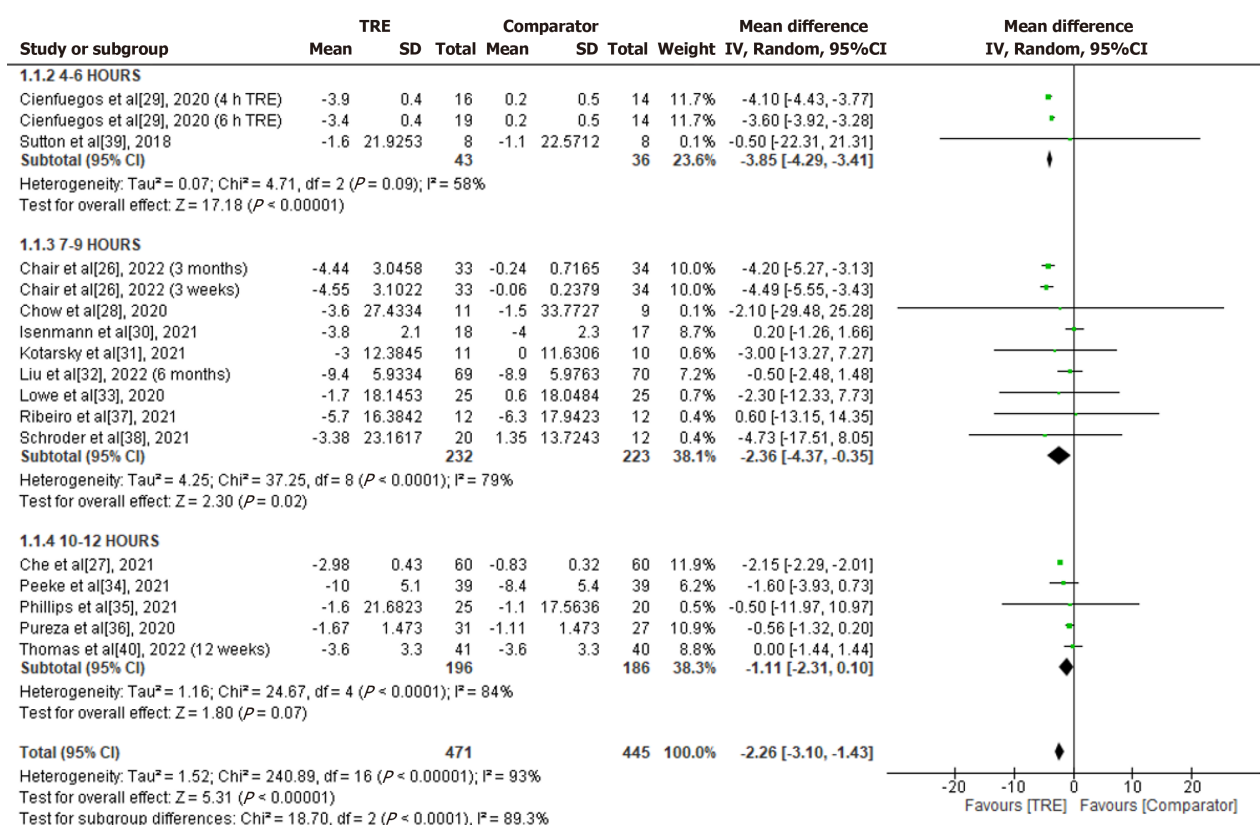 TRE Comparator Mean difference Mean difference
Study or subgroup Mean SD Total Mean SD Total Weight IV, Random, 95%CI IV, Random, 95%CI
1.1.2 4-6 HOURS
Cienfuegos et al[29], 2020 (4 h TRE) -3.9 0.4 16 0.2 0.5 14 11.7% -4.10 [-4.43, -3.77]
Cienfuegos et al[29], 2020 (6 h TRE) -3.4 0.4 19 0.2 0.5 14 11.7% -3.60 [-3.92, -3.28]
Sutton et al[39], 2018 -1.6 21.9253 8 -1.1 22.5712 8 0.1% -0.50 [-22.31, 21.31]
Subtotal (95% CI) 43 36 23.6% -3.85 [-4.29, -3.41]
Heterogeneity: Tau² = 0.07; Chi² = 4.71, df = 2 (P = 0.09); I² = 58%
Test for overall effect: Z = 17.18 (P < 0.00001)
1.1.3 7-9 HOURS
Chair et al[26], 2022 (3 months) -4.44 3.0458 33 -0.24 0.7165 34 10.0% -4.20 [-5.27, -3.13]
Chair et al[26], 2022 (3 weeks) -4.55 3.1022 33 -0.06 0.2379 34 10.0% -4.49 [-5.55, -3.43]
Chow et al[28], 2020 -3.6 27.4334 11 -1.5 33.7727 9 0.1% -2.10 [-29.48, 25.28]
Isenmann et al[30], 2021 -3.8 2.1 18 -4 2.3 17 8.7% 0.20 [-1.26, 1.66]
Kotarsky et al[31], 2021 -3 12.3845 11 0 11.6306 10 0.6% -3.00 [-13.27, 7.27]
Liu et al[32], 2022 (6 months) -9.4 5.9334 69 -8.9 5.9763 70 7.2% -0.50 [-2.48, 1.48]
Lowe et al[33], 2020 -1.7 18.1453 25 0.6 18.0484 25 0.7% -2.30 [-12.33, 7.73]
Ribeiro et al[37], 2021 -5.7 16.3842 12 -6.3 17.9423 12 0.4% 0.60 [-13.15, 14.35]
Schroder et al[38], 2021 -3.38 23.1617 20 1.35 13.7243 12 0.4% -4.73 [-17.51, 8.05]
Subtotal (95% CI) 232 223 38.1% -2.36 [-4.37, -0.35]
Heterogeneity: Tau² = 4.25; Chi² = 37.25, df = 8 (P < 0.0001); I² = 79%
Test for overall effect: Z = 2.30 (P = 0.02)
1.1.4 10-12 HOURS
Che et al[27], 2021 -2.98 0.43 60 -0.83 0.32 60 11.9% -2.15 [-2.29, -2.01]
Peeke et al[34], 2021 -10 5.1 39 -8.4 5.4 39 6.2% -1.60 [-3.93, 0.73]
Phillips et al[35], 2021 -1.6 21.6823 25 -1.1 17.5636 20 0.5% -0.50 [-11.97, 10.97]
Pureza et al[36], 2020 -1.67 1.473 31 -1.11 1.473 27 10.9% -0.56 [-1.32, 0.20]
Thomas et al[40], 2022 (12 weeks) -3.6 3.3 41 -3.6 3.3 40 8.8% 0.00 [-1.44, 1.44]
Subtotal (95% CI) 196 186 38.3% -1.11 [-2.31, 0.10]
Heterogeneity: Tau² = 1.16; Chi² = 24.67, df = 4 (P < 0.0001); I² = 84%
Test for overall effect: Z = 1.80 (P = 0.07)
Total (95% CI) 471 445 100.0% -2.26 [-3.10, -1.43]
Heterogeneity: Tau² = 1.52; Chi² = 240.89, df = 16 (P < 0.00001); I² = 93%
Test for overall effect: Z = 5.31 (P < 0.00001)
Test for subgroup differences: Chi² = 18.70, df = 2 (P < 0.0001), I² = 89.3%
-20 -10 0 10 20
Favours [TRE] Favours [Comparator]